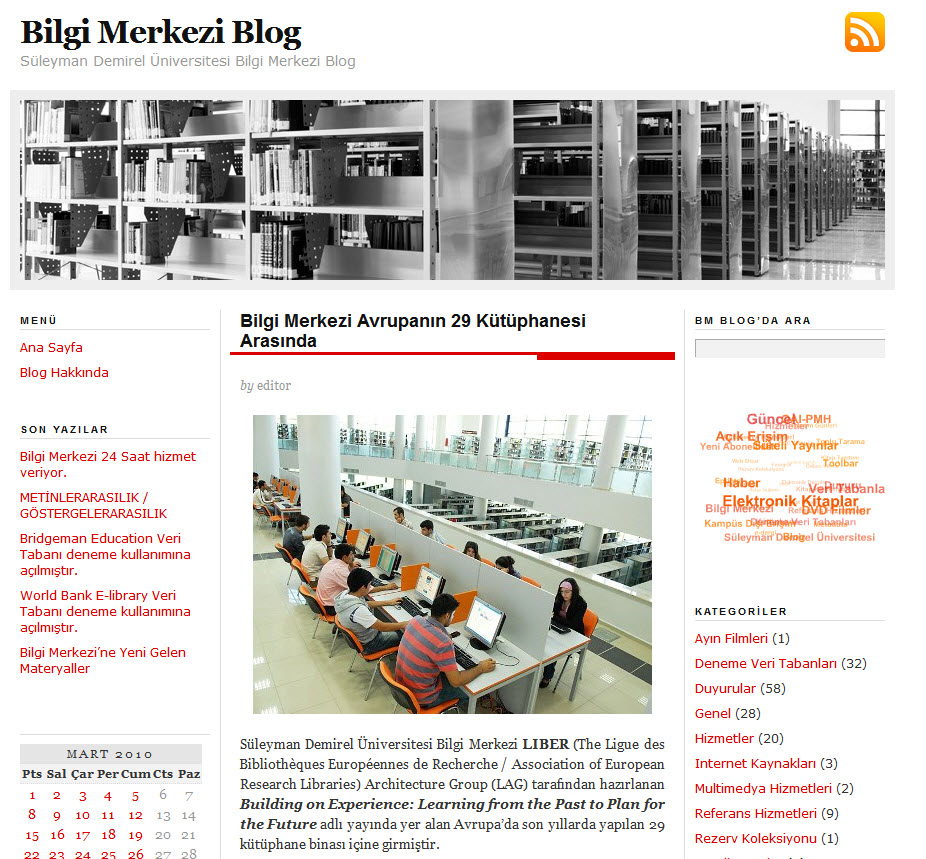 Bilgi Merkezi Blog
Süleyman Demirel Üniversitesi Bilgi Merkezi Blog
MENÜ
Ana Sayfa
Blog Hakkında
SON YAZILAR
Bilgi Merkezi 24 Saat hizmet
veriyor.
METİNLERARASILIK /
GÖSTERGELERARASILIK
Bridgeman Education Veri
Tabanı deneme kullanımına
açılmıştır.
World Bank E-library Veri
Tabanı deneme kullanımına
açılmıştır.
Bilgi Merkezi’ne Yeni Gelen
Materyaller
MART 2010
Pts Sal Çar Per Cum Cts Paz
1 2 3 4 5 6 7
8 9 10 11 12 13 14
15 16 17 18 19 20 21
22 23 24 25 26 27 28
Bilgi Merkezi Avrupanın 29 Kütüphanesi
Arasında
by editor
Süleyman Demirel Üniversitesi Bilgi Merkezi LIBER (The Ligue des
Bibliothèques Européennes de Recherche / Association of European
Research Libraries) Architecture Group (LAG) tarafından hazırlanan
Building on Experience: Learning from the Past to Plan for
the Future adlı yayında yer alan Avrupa’da son yıllarda yapılan 29
kütüphane binası içine girmiştir.
BM BLOG’DA ARA
Güncel OAI-PMH
Hizmetler
Açık Erişim
Süreli Yayınlar
Tarama
Toolbar
Haber
Duyuru
Veri Tabanla
Elektronik Kitaplar
Bilgi Merkezi
DVD Filmler
Deneme Veri Tabanları
Süleyman Demirel Üniversitesi
Blog
KATEGORİLER
Ayın Filmleri (1)
Deneme Veri Tabanları (32)
Duyurular (58)
Genel (28)
Hizmetler (20)
Internet Kaynakları (3)
Multimedya Hizmetleri (2)
Referans Hizmetleri (9)
Rezerv Koleksiyonu (1)